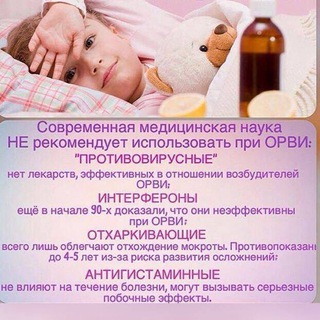 Современная медицинская наука
НЕ рекомендует использовать при ОРВИ:
"ПРОТИВОВИРУСНЫЕ"
нет лекарств, эффективных в отношении возбудителей
ОРВИ;
ИНТЕРФЕРОНЫ
ещё в начале 90-х доказали, что они неэффективны
при ОРВИ;
ОТХАРКИВАЮЩИЕ
всего лишь облегчают отхождение мокроты. Противопоказаны
до 4-5 лет из-за риска развития осложнений;
АНТИГИСТАМИННЫЕ
не влияют на течение болезни, могут вызывать серьезные
побочные эффекты.